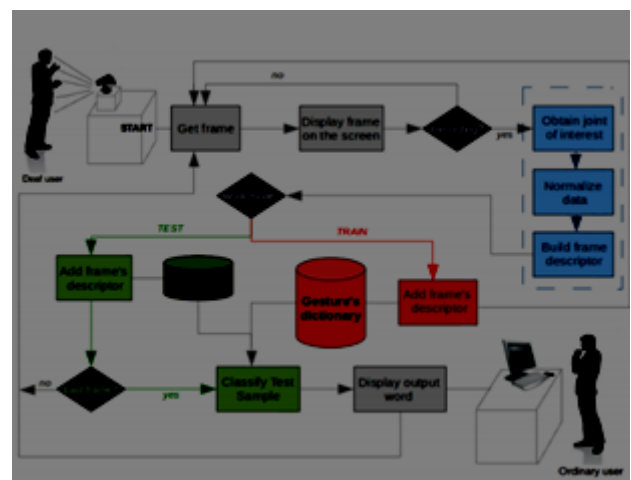 no
START
Get frame
Display frame
on the screen
yes
Obtain joint
of interest
Deaf user
Normalize
data
TEST
TRAIN
Build frame
descriptor
Add frame's
descriptor
Gesture's
dictionary
Add frame's
descriptor
no
yes
Classify Test
Sample
Display output
word
Ordinary user